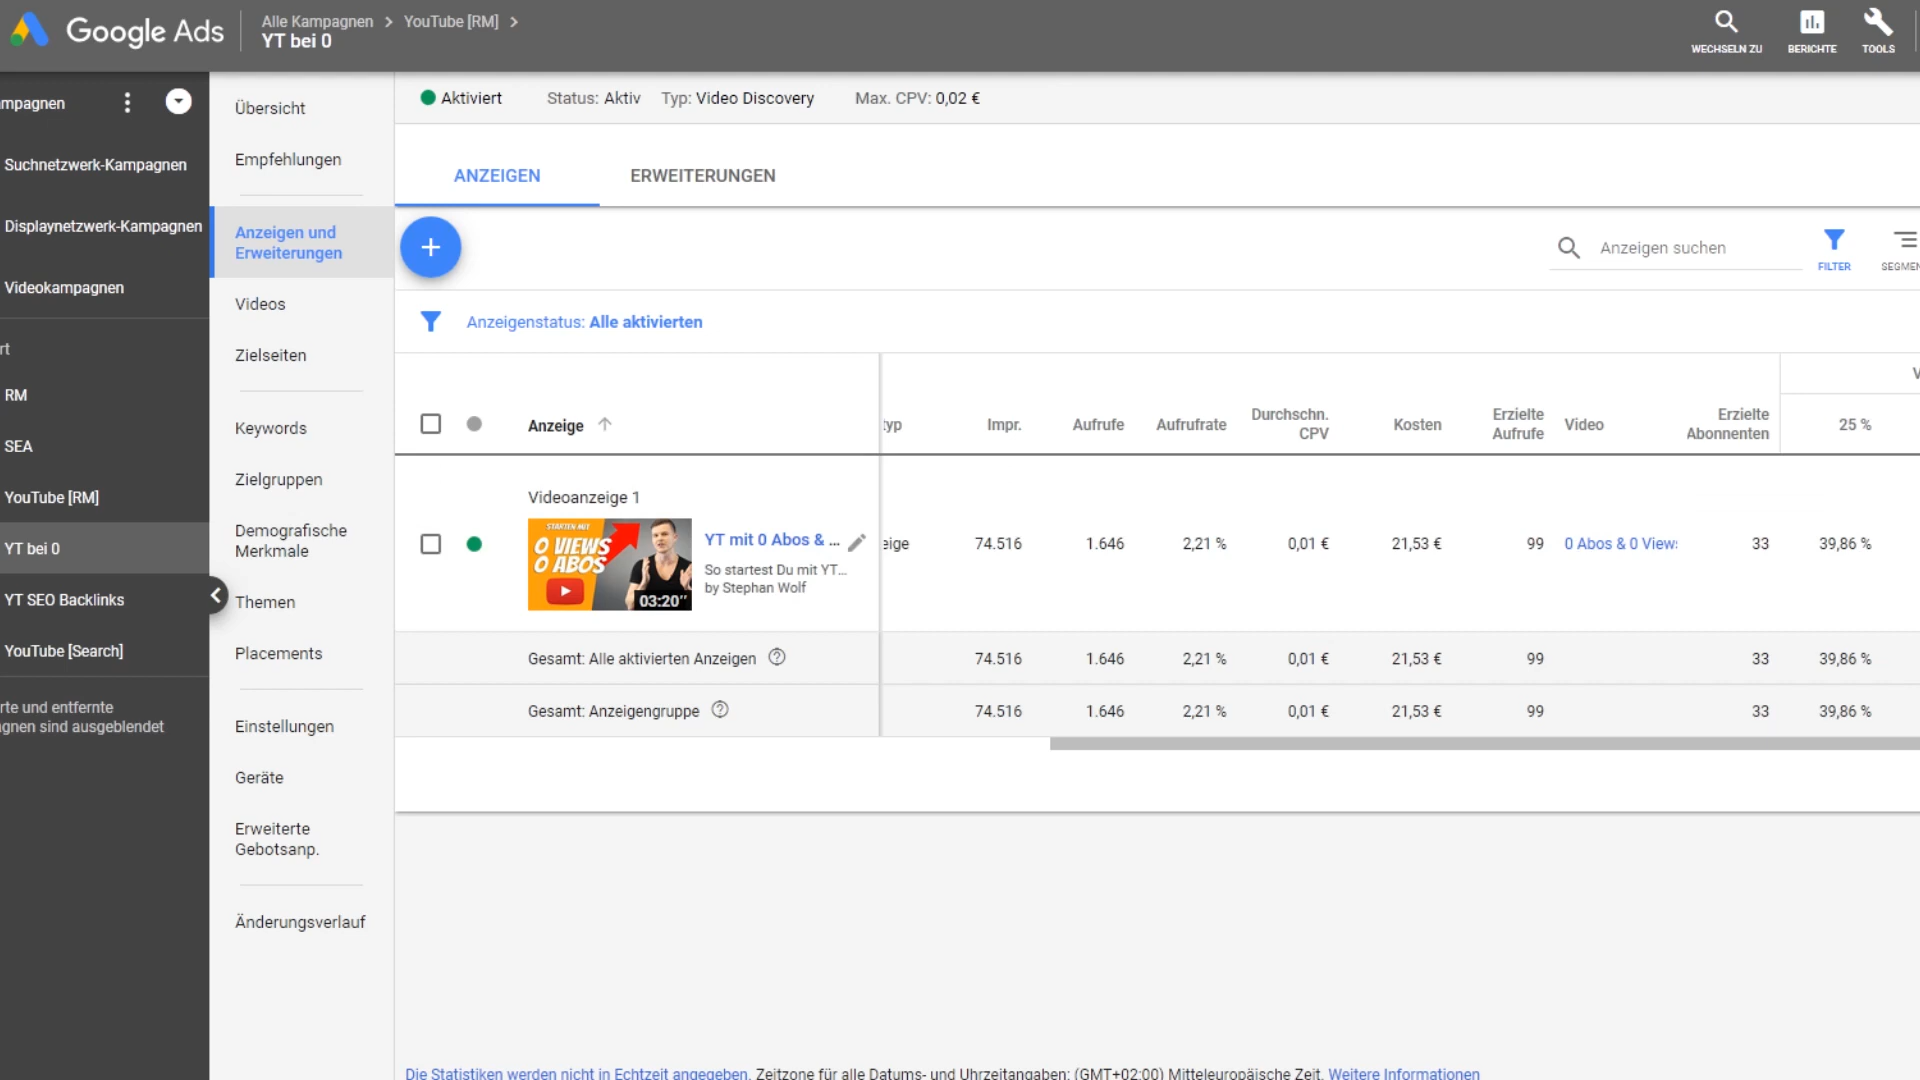 Google Ads
Alle Kampagnen > YouTube [RM] >
YT bei 0
WECHSELN ZU
BERICHTE
TOOLS
mpagnen
Suchnetzwerk-Kampagnen
Displaynetzwerk-Kampagnen
Videokampagnen
rt
RM
SEA
YouTube [RM]
YT bei 0
YT SEO Backlinks
YouTube [Search]
rte und entfernte
gnen sind ausgeblendet
Übersicht
Empfehlungen
Anzeigen und
Erweiterungen
Videos
Zielseiten
Keywords
Zielgruppen
Demografische
Merkmale
Themen
Placements
Einstellungen
Geräte
Erweiterte
Gebotsanp.
Änderungsverlauf
Aktiviert Status: Aktiv Typ: Video Discovery Max. CPV: 0,02 €
ANZEIGEN ERWEITERUNGEN
Anzeigen suchen
FILTER
SEGMEN
Anzeigenstatus: Alle aktivierten
Anzeige
typ
Impr.
Aufrufe
Aufrufrate
Durchschn.
CPV
Kosten
Erzielte
Aufrufe
Video
Erzielte
Abonnenten
V
25 %
Videoanzeige 1
STARTEN MIT
0 VIEWS
0 ABOS
03:20″
YT mit 0 Abos & ...
So startest Du mit YT...
by Stephan Wolf
eige 74.516 1.646 2,21 % 0,01 € 21,53 € 99 0 Abos & 0 Views 33 39,86 %
Gesamt: Alle aktivierten Anzeigen 74.516 1.646 2,21 % 0,01 € 21,53 € 99 33 39,86 %
Gesamt: Anzeigengruppe 74.516 1.646 2,21 % 0,01 € 21,53 € 99 33 39,86 %
Die Statistiken werden nicht in Echtzeit angegeben. Zeitzone für alle Datums- und Uhrzeitangaben: (GMT+02:00) Mitteleuropäische Zeit. Weitere Informationen